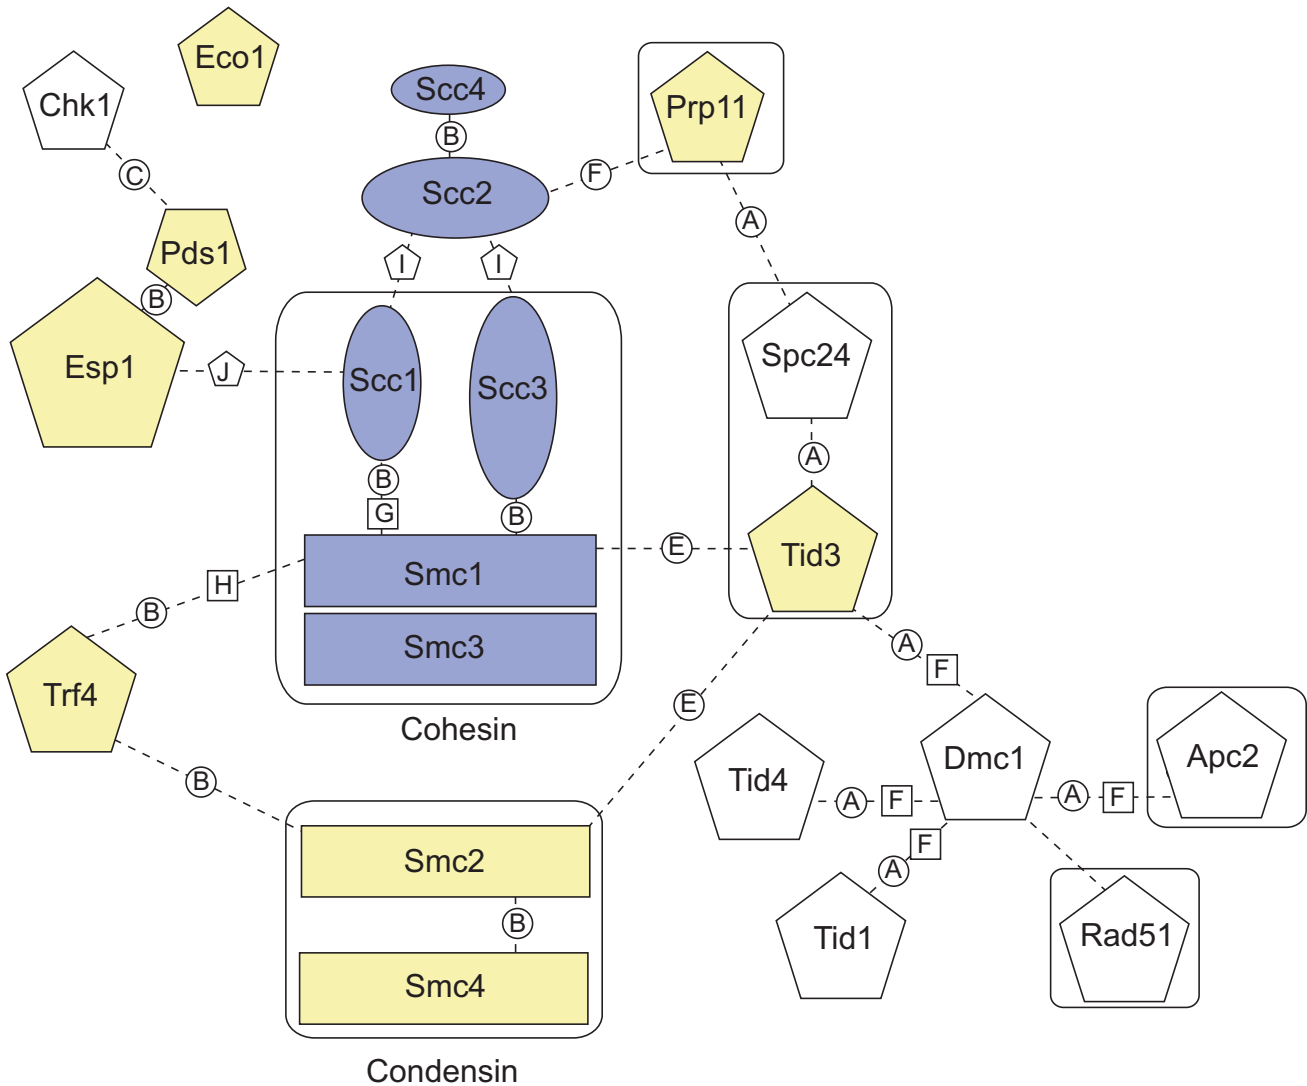 Eco1
Chk1
Scc4
Prp11
B
C
F
Scc2
A
Pds1
I
I
B
Esp1
J
Scc1
Scc3
Spc24
A
B
G
B
E
Tid3
Smc1
H
B
Smc3
A
F
Trf4
E
Cohesin
Dmc1
Apc2
Tid4
B
A
F
A
F
F
Smc2
A
B
Tid1
Rad51
Smc4
Condensin